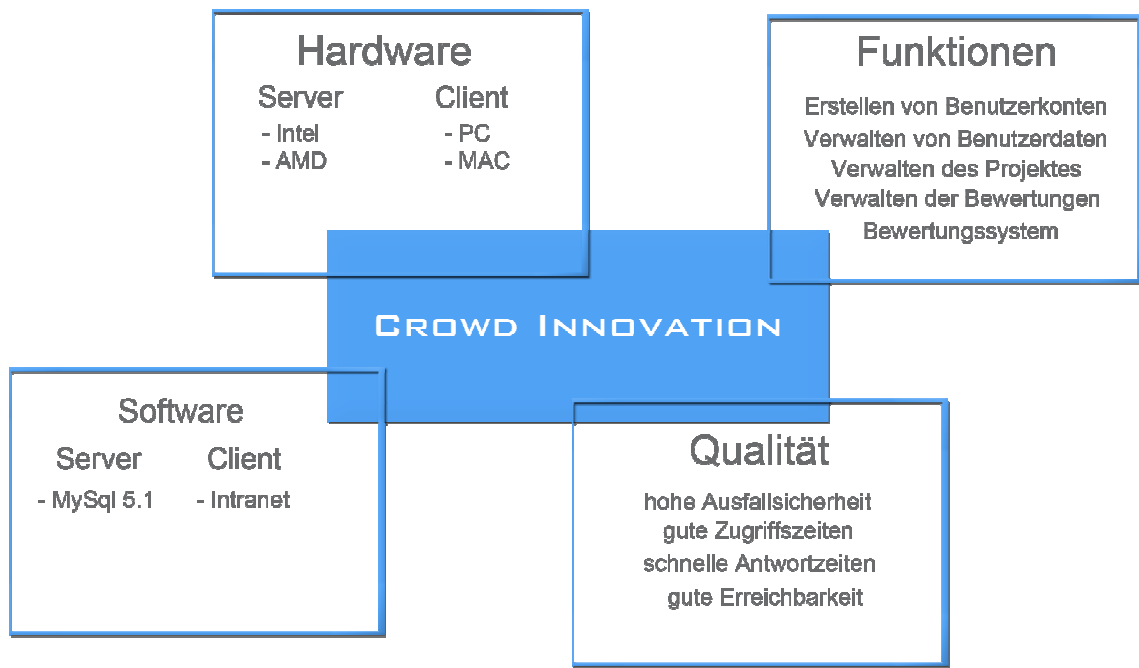 Hardware
Server Client
- Intel - PC
- AMD - MAC
Funktionen
Erstellen von Benutzerkonten
Verwalten von Benutzerdaten
Verwalten des Projektes
Verwalten der Bewertungen
Bewertungssystem
Crowd Innovation
Software
Server Client
- MySql 5.1 - Intranet
Qualität
hohe Ausfallsicherheit
gute Zugriffszeiten
schnelle Antwortzeiten
gute Erreichbarkeit